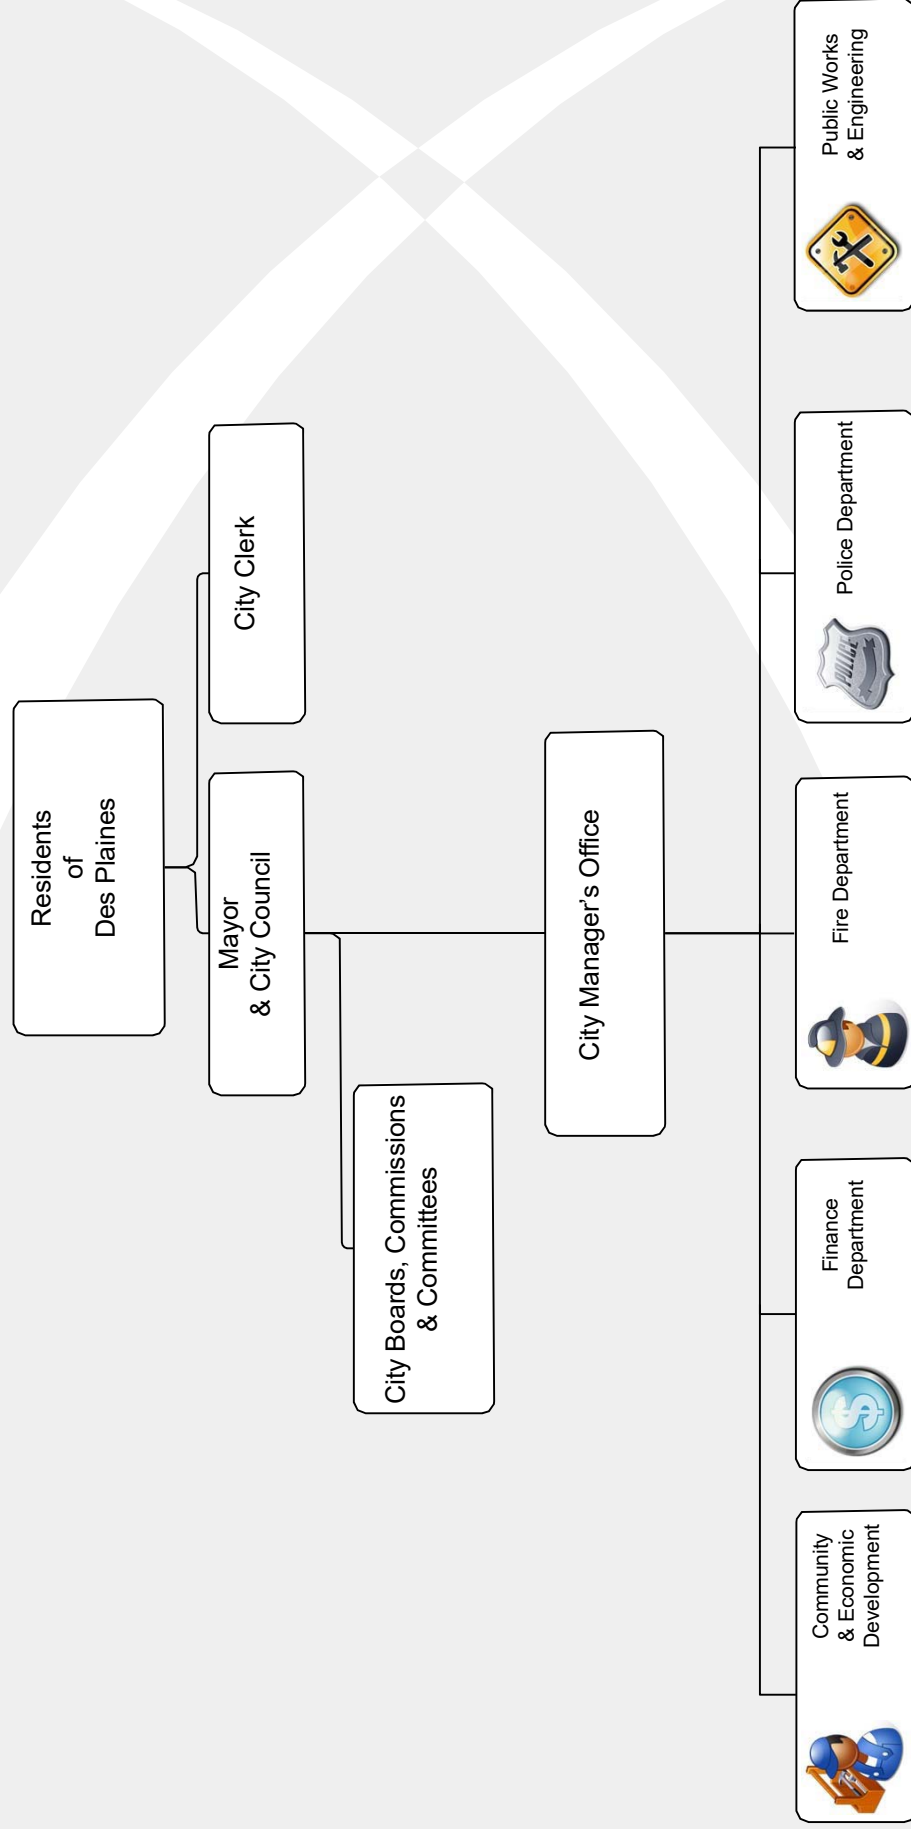 Residents
of
Des Plaines
Mayor
& City Council
City Clerk
City Boards, Commissions
& Committees
City Manager’s Office
Community
& Economic
Development
Finance
Department
Fire Department
POLICE
Police Department
Public Works
& Engineering